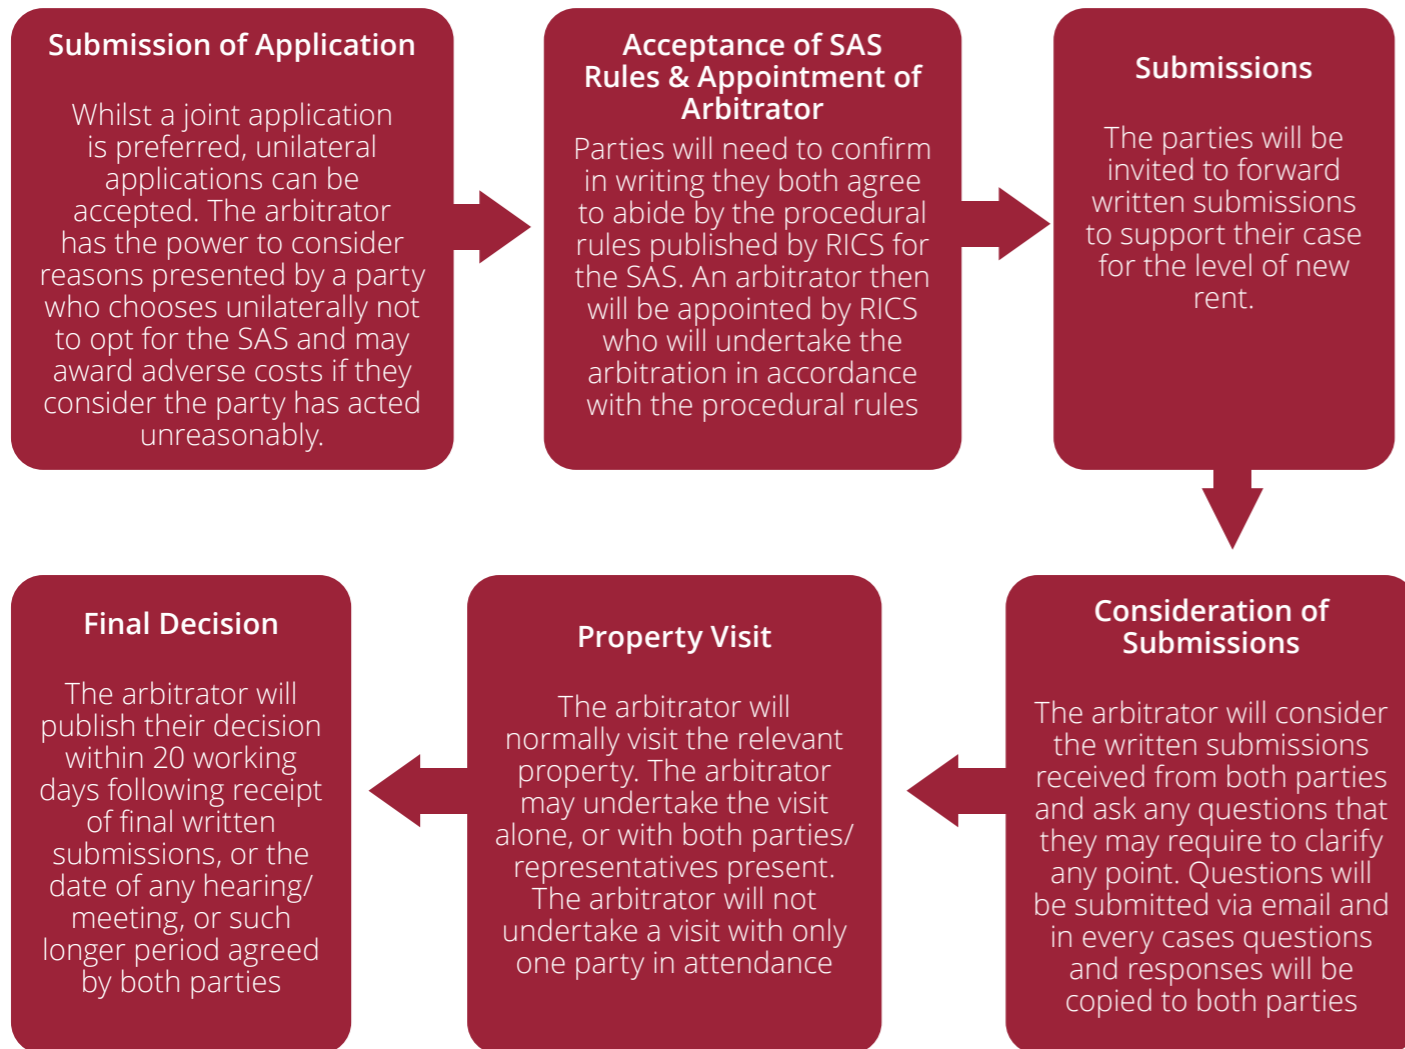 Submission of Application
Whilst a joint application
is preferred, unilateral
applications can be
accepted. The arbitrator
has the power to consider
reasons presented by a party
who chooses unilaterally not
to opt for the SAS and may
award adverse costs if they
consider the party has acted
unreasonably.
Acceptance of SAS
Rules & Appointment of
Arbitrator
Parties will need to confirm
in writing they both agree
to abide by the procedural
rules published by RICS for
the SAS. An arbitrator then
will be appointed by RICS
who will undertake the
arbitration in accordance
with the procedural rules
Submissions
The parties will be
invited to forward
written submissions
to support their case
for the level of new
rent.
Consideration of
Submissions
The arbitrator will consider
the written submissions
received from both parties
and ask any questions that
they may require to clarify
any point. Questions will
be submitted via email and
in every cases questions
and responses will be
copied to both parties
Property Visit
The arbitrator will
normally visit the relevant
property. The arbitrator
may undertake the visit
alone, or with both parties/
representatives present.
The arbitrator will not
undertake a visit with only
one party in attendance
Final Decision
The arbitrator will
publish their decision
within 20 working
days following receipt
of final written
submissions, or the
date of any hearing/
meeting, or such
longer period agreed
by both parties